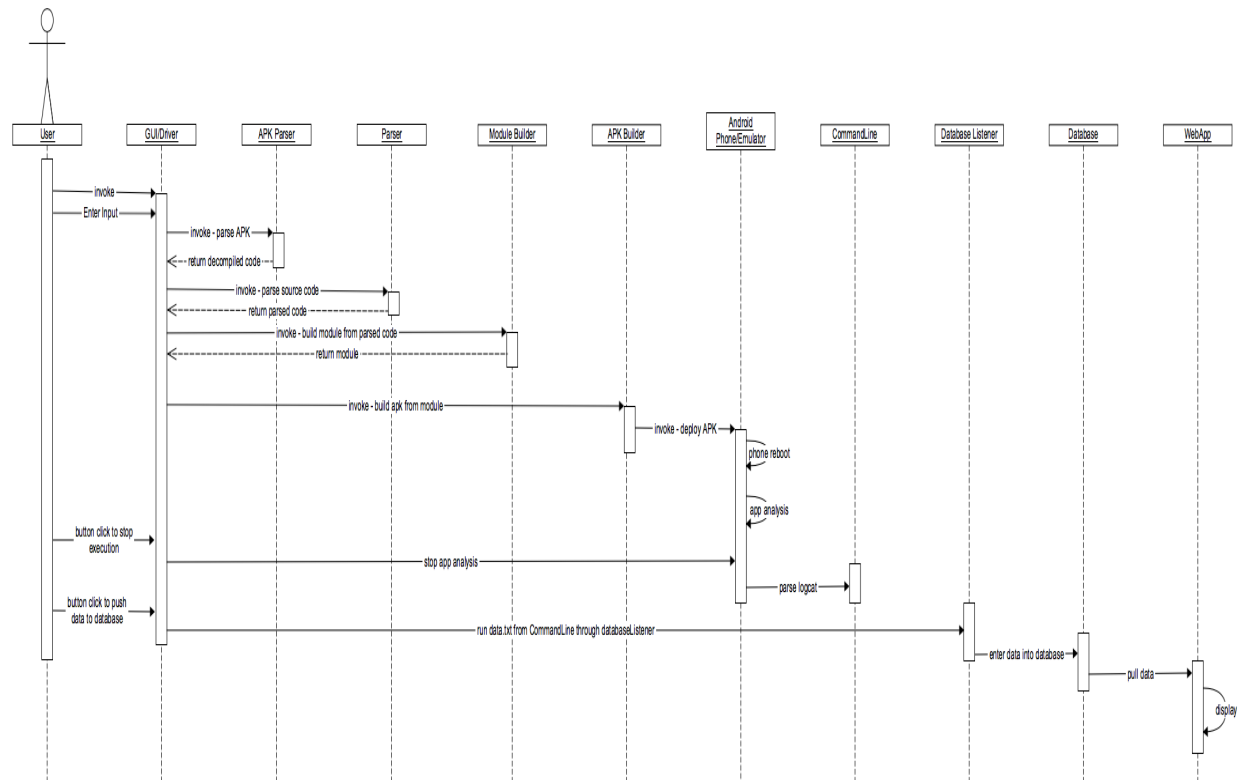 User
GUI/Driver
APK Parser
Parser
Module Builder
APK Builder
Android
Phone/Emulator
CommandLine
Database Listener
Database
WebApp
invoke
Enter Input
invoke - parse APK
return decompiled code
invoke - parse source code
return parsed code
invoke - build module from parsed code
return module
invoke - build apk from module
invoke - deploy APK
phone reboot
app analysis
button click to stop
execution
stop app analysis
parse logcat
button click to push
data to database
run data.txt from CommandLine through databaseListener
enter data into database
pull data
display